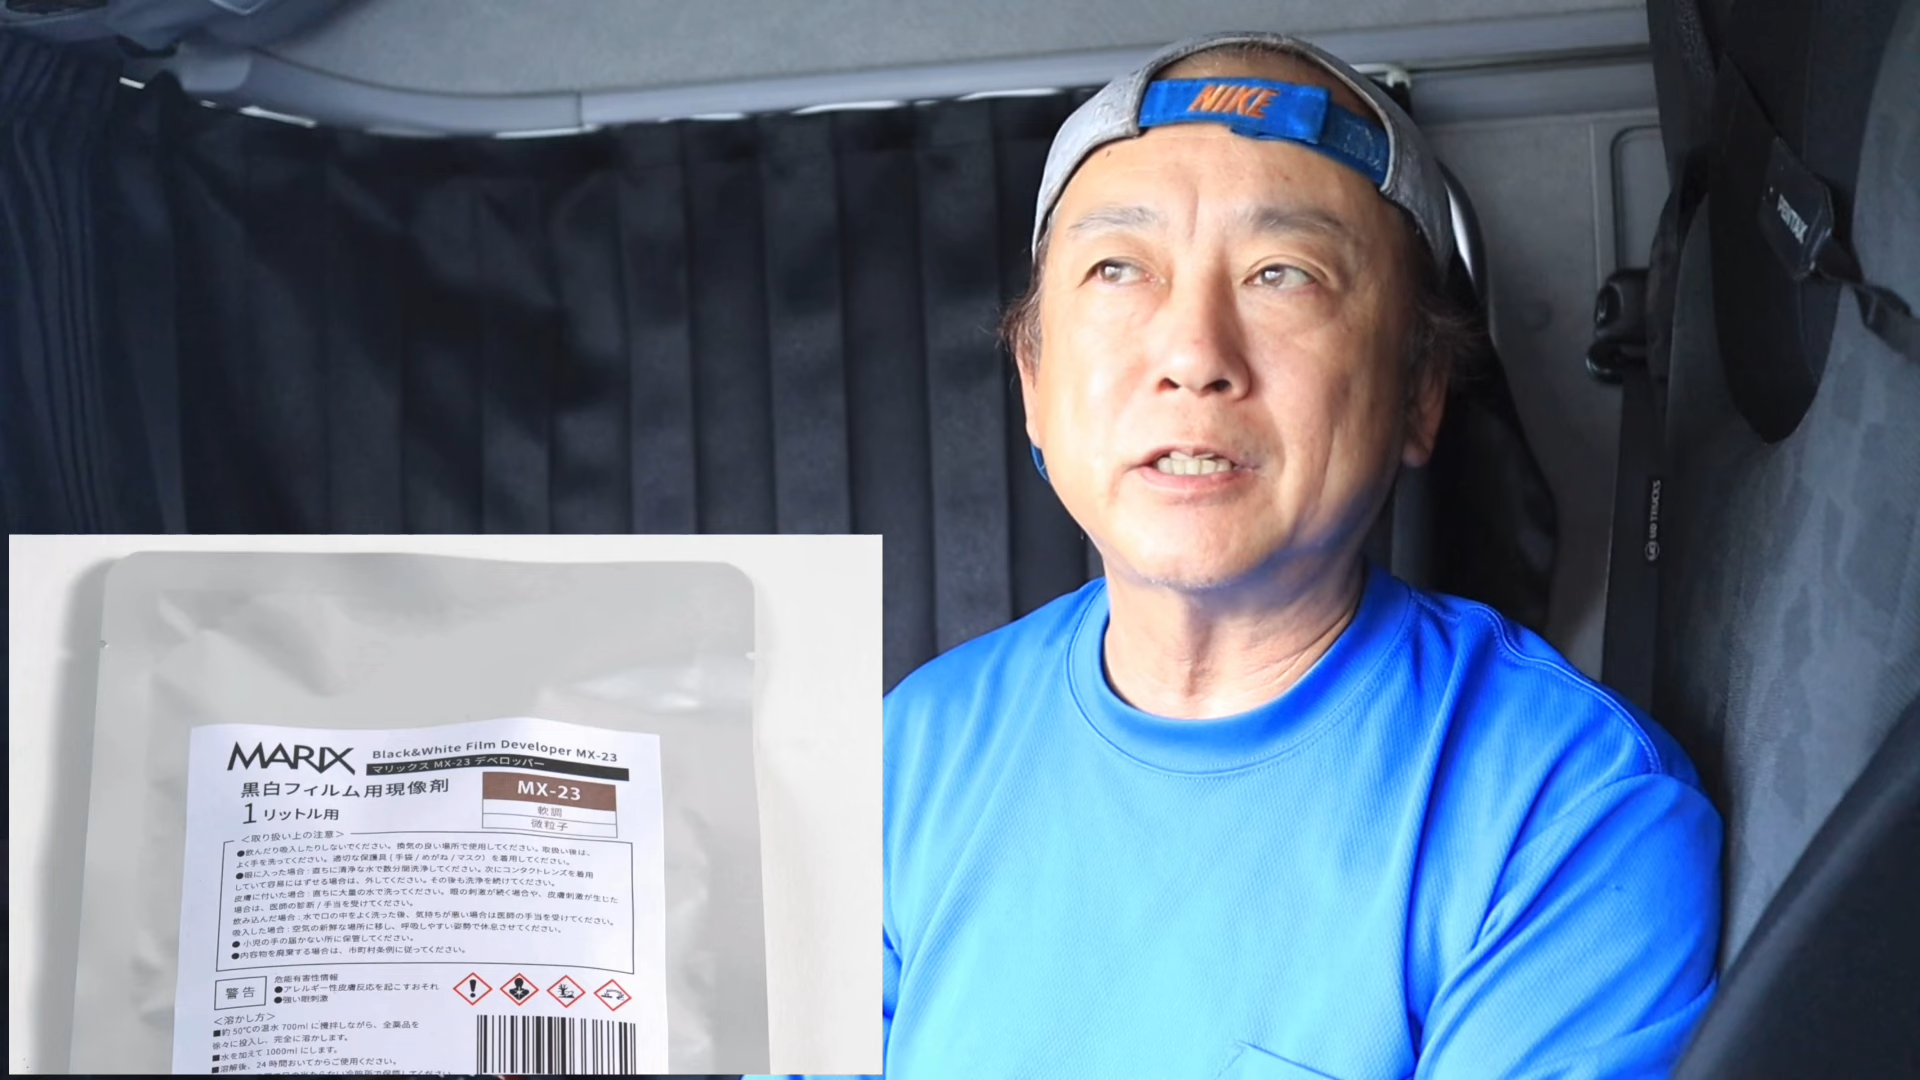 NIKE
PENTAX
UD TRUCKS
MARIX
Black&White Film Developer MX-23
マリックス MX-23 デベロッパー
黒白フィルム用現像剤
1リットル用
MX-23
軟調
微粒子
＜取り扱い上の注意＞
●飲んだり吸入したりしないでください。換気の良い場所で使用してください。取扱い後は、
よく手を洗ってください。適切な保護具(手袋/めがね/マスク)を着用してください。
●眼に入った場合:直ちに清浄な水で数分間洗浄してください。次にコンタクトレンズを着用
していて容易にはずせる場合は、外してください。その後も洗浄を続けてください。
皮膚に付いた場合:直ちに大量の水で洗ってください。眼の刺激が続く場合や、皮膚刺激が生じた
場合は、医師の診断/手当を受けてください。
飲み込んだ場合:水で口の中をよく洗った後、気持ちが悪い場合は医師の手当を受けてください。
吸入した場合:空気の新鮮な場所に移し、呼吸しやすい姿勢で休息させてください。
●小児の手の届かない所に保管してください。
●内容物を廃棄する場合は、市町村条例に従ってください。
警告
危険有害性情報
●アレルギー性皮膚反応を起こすおそれ
●強い眼刺激
＜溶かし方＞
■約50℃の温水700mlに攪拌しながら、全薬品を
徐々に投入し、完全に溶かします。
■水を加えて1000mlにします。
■溶解後、24時間おいてからご使用ください。